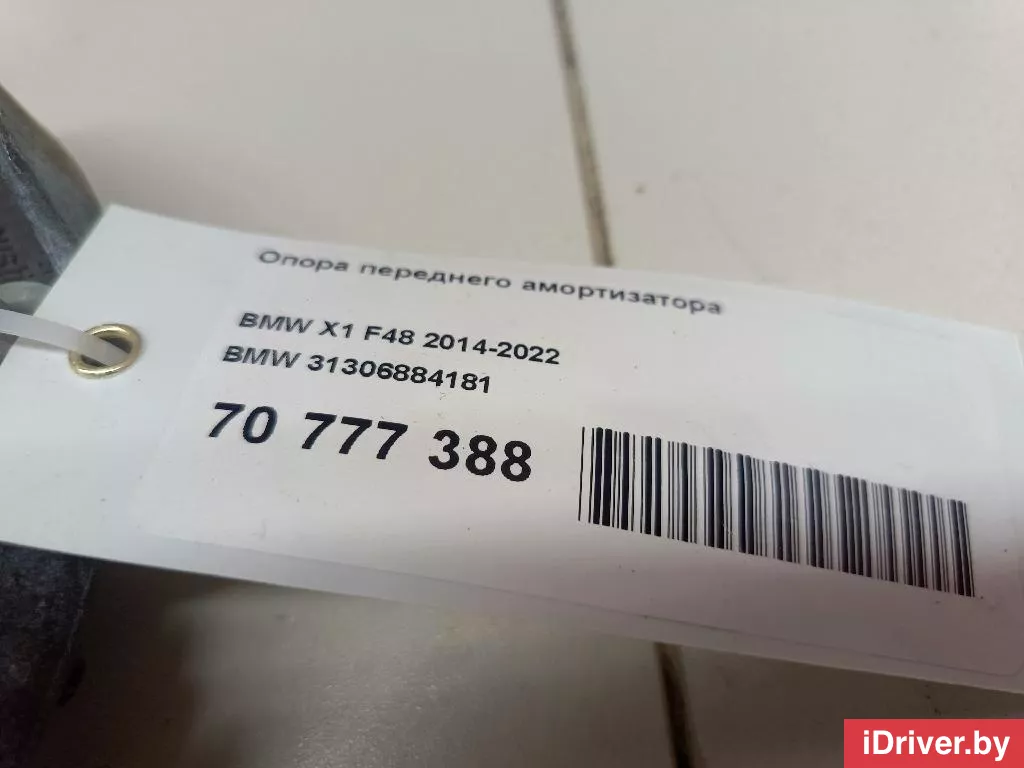 Опора переднего амортизатора
BMW X1 F48 2014-2022
BMW 31306884181
70 777 388
iDriver.by